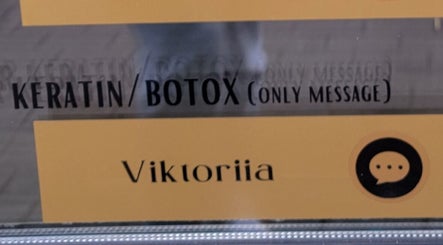 KERATIN/BOTOX (ONLY MESSAGE)
Viktoriia